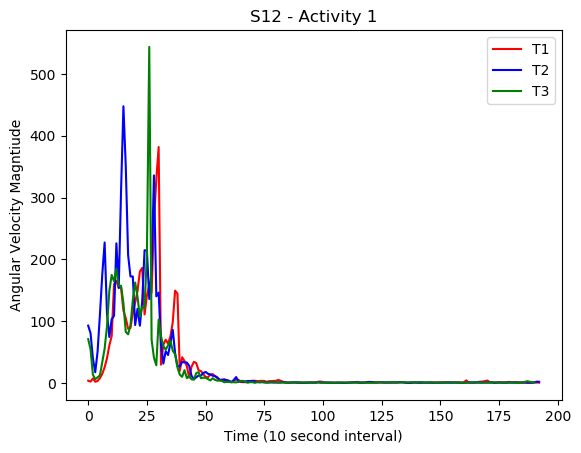 S12 - Activity 1
T1
T2
T3
500
400
300
200
100
0
Angular Velocity Magntiude
0 25 50 75 100 125 150 175 200
Time (10 second interval)